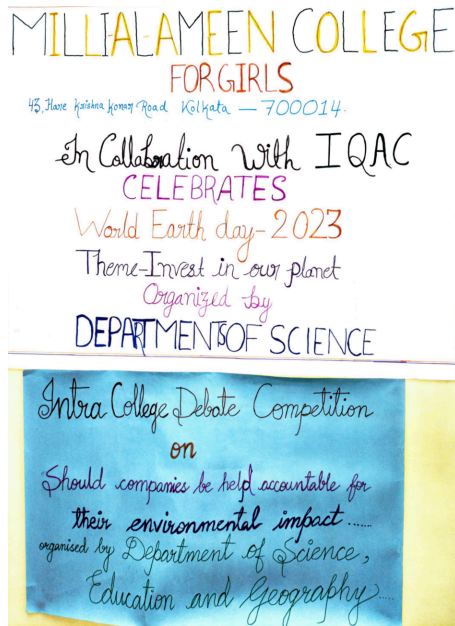 MILLI-AL-AMEEN COLLEGE
FOR GIRLS
43, Hare Krishna Konar Road Kolkata — 700014.
In Collaboration with IQAC
CELEBRATES
World Earth day-2023
Theme-Invest in our planet
Organized by
DEPARTMENTS OF SCIENCE
Intra College Debate Competition
on
Should companies be held accountable for
their environmental impact......
organised by Department of Science,
Education and Geography.....